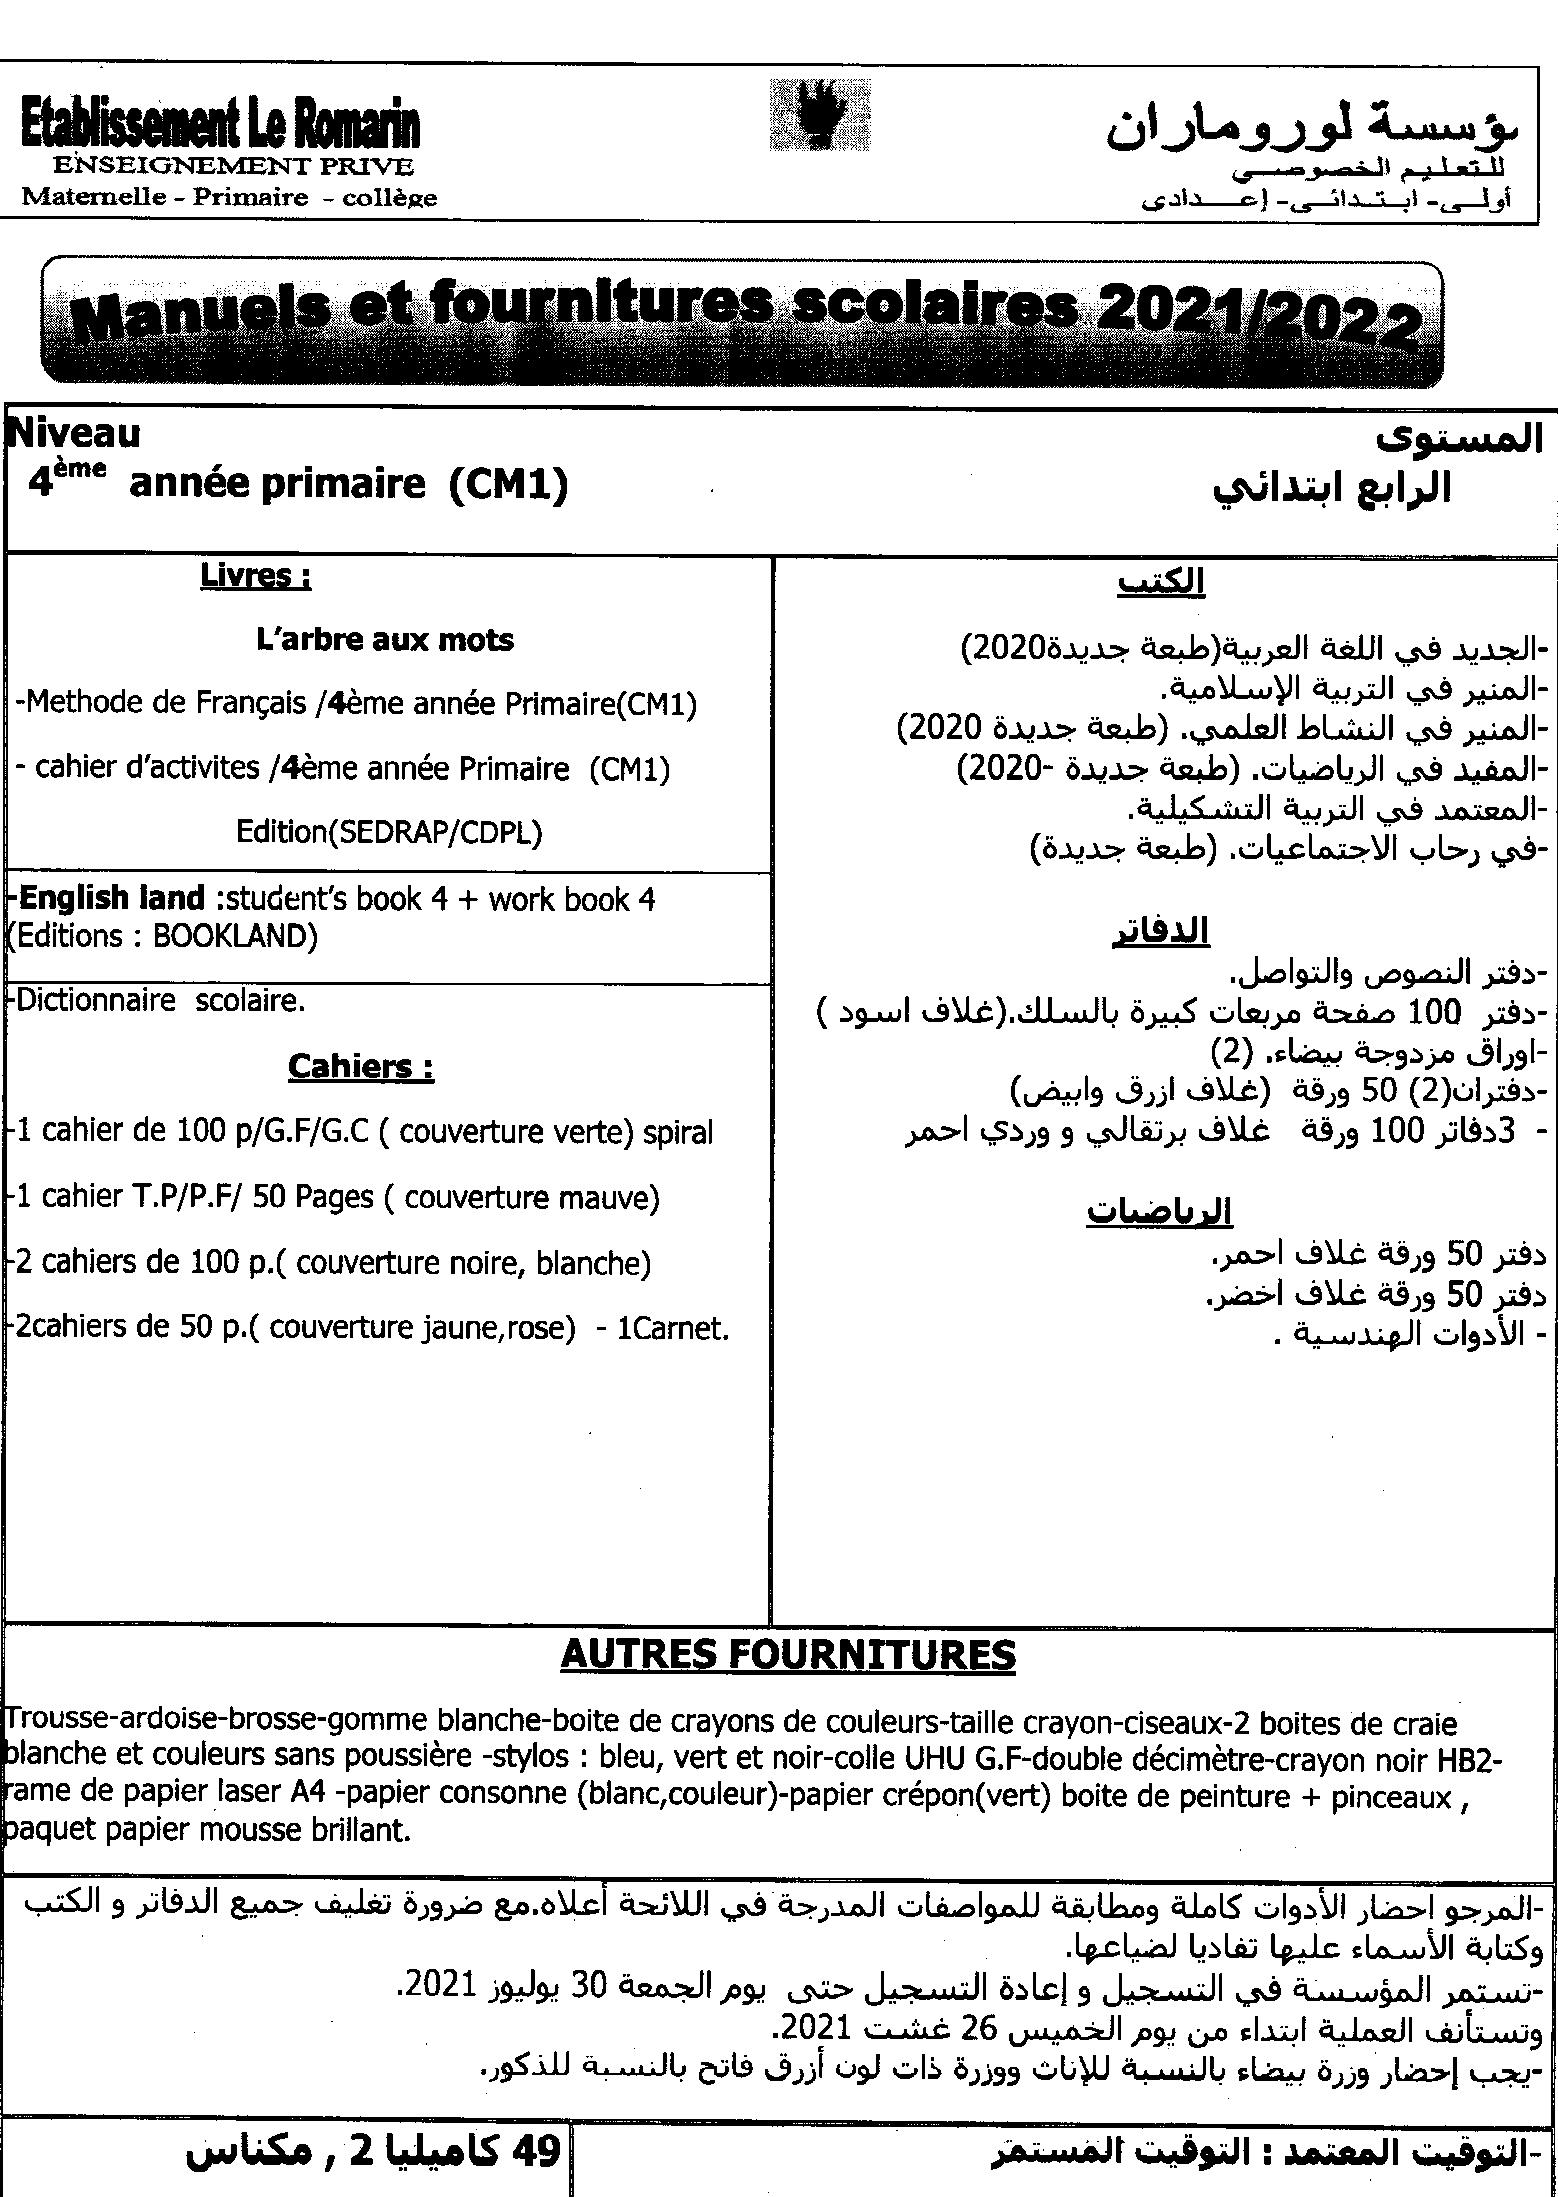 Etablissement Le Romarin
ENSEIGNEMENT PRIVE
Maternelle - Primaire - collège
ؤسسة لوروماران
للتعليم الخصوصي
أولي- ابتدائي- إعدادي
Manuels et fournitures scolaires 2021/2022
Niveau
4ème année primaire (CM1)
المستوى
الرابع ابتدائي
Livres :
L'arbre aux mots
-Methode de Français /4ème année Primaire(CM1)
- cahier d'activites /4ème année Primaire (CM1)
Edition(SEDRAP/CDPL)
-English land :student's book 4 + work book 4
(Editions : BOOKLAND)
-Dictionnaire scolaire.
Cahiers :
-1 cahier de 100 p/G.F/G.C ( couverture verte) spiral
-1 cahier T.P/P.F/ 50 Pages ( couverture mauve)
-2 cahiers de 100 p.( couverture noire, blanche)
-2cahiers de 50 p.( couverture jaune,rose) - 1Carnet.
الكتب
-الجديد في اللغة العربية(طبعة جديدة2020)
-المنير في التربية الإسلامية.
-المنير في النشاط العلمي. (طبعة جديدة 2020)
-المفيد في الرياضيات. (طبعة جديدة -2020)
-المعتمد في التربية التشكيلية.
-في رحاب الاجتماعيات. (طبعة جديدة)
الدفاتر
-دفتر النصوص والتواصل.
-دفتر 100 صفحة مربعات كبيرة بالسلك.(غلاف اسود )
-اوراق مزدوجة بيضاء. (2)
-دفتران(2) 50 ورقة (غلاف ازرق وابيض)
- 3دفاتر 100 ورقة غلاف برتقالي و وردي احمر
الرياضيات
دفتر 50 ورقة غلاف احمر.
دفتر 50 ورقة غلاف اخضر.
- الأدوات الهندسية .
AUTRES FOURNITURES
Trousse-ardoise-brosse-gomme blanche-boite de crayons de couleurs-taille crayon-ciseaux-2 boites de craie
blanche et couleurs sans poussière -stylos : bleu, vert et noir-colle UHU G.F-double décimètre-crayon noir HB2-
rame de papier laser A4 -papier consonne (blanc,couleur)-papier crépon(vert) boite de peinture + pinceaux ,
paquet papier mousse brillant.
-المرجو احضار الأدوات كاملة ومطابقة للمواصفات المدرجة في اللائحة أعلاه.مع ضرورة تغليف جميع الدفاتر و الكتب
وكتابة الأسماء عليها تفاديا لضياعها.
-تستمر المؤسسة في التسجيل و إعادة التسجيل حتى يوم الجمعة 30 يوليوز 2021.
وتستأنف العملية ابتداء من يوم الخميس 26 غشت 2021.
-يجب إحضار وزرة بيضاء بالنسبة للإناث ووزرة ذات لون أزرق فاتح بالنسبة للذكور.
-التوقيت المعتمد : التوقيت المستمر
49 كاميليا 2 , مكناس